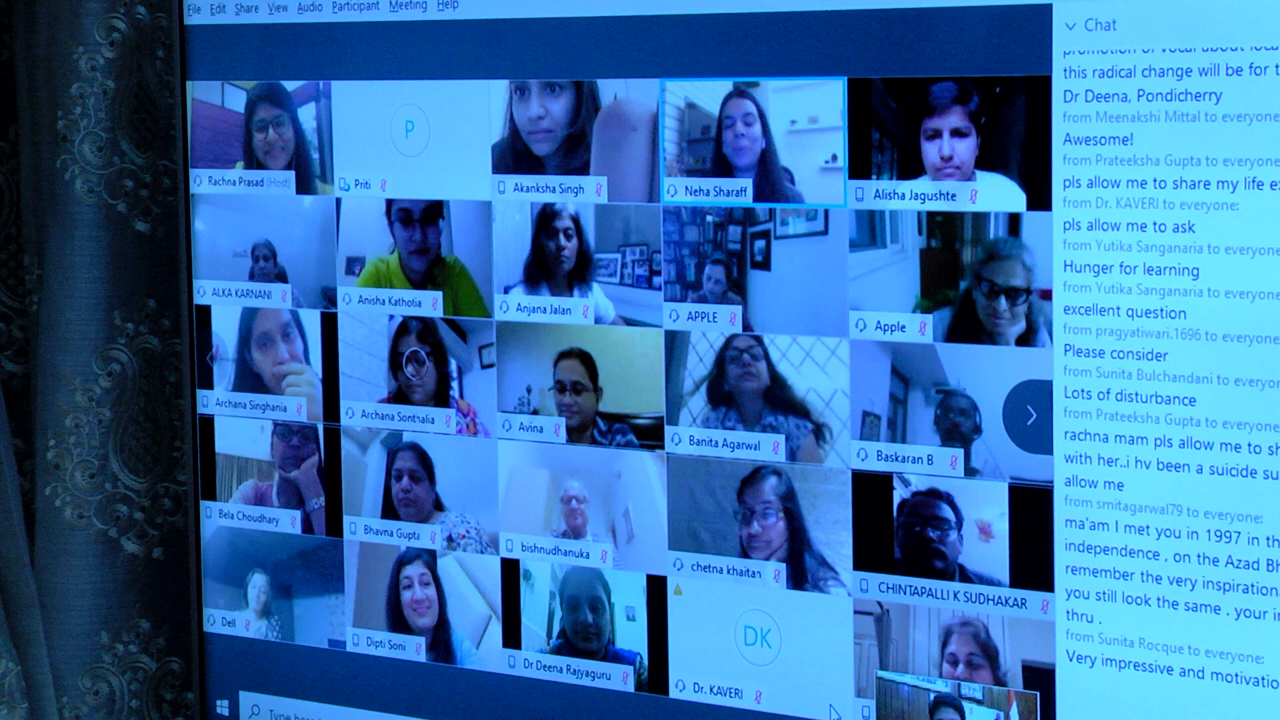 File Edit Share View Audio Participant Meeting Help
P
Rachna Prasad (Host)
Priti
Akanksha Singh
Neha Sharaff
Alisha Jagushte
ALKA KARNANI
Anisha Kathotia
Anjana Jalan
APPLE
Apple
Archana Singhania
Archana Sonthalia
Avina
Banita Agarwal
Baskaran B
Bela Choudhary
Bhavna Gupta
bishnudhanuka
chetna khaitan
CHINTAPALLI K SUDHAKAR
Dell
Dipti Soni
Dr Deena Rajyaguru
DK
Dr. KAVERI
Type here
Chat
promotion of vocal about loca
this radical change will be for t
Dr Deena, Pondicherry
from Meenakshi Mittal to everyone
Awesome!
from Prateeksha Gupta to everyone
pls allow me to share my life e
from Dr. KAVERI to everyone:
pls allow me to ask
from Yutika Sanganaria to everyone
Hunger for learning
from Yutika Sanganaria to everyone
excellent question
from pragyatiwari.1696 to everyone:
Please consider
from Sunita Bulchandani to everyon
Lots of disturbance
from Prateeksha Gupta to everyone
rachna mam pls allow me to sh
with her..i hv been a suicide su
allow me
from smitagarwal79 to everyone:
ma'am I met you in 1997 in th
independence , on the Azad Bh
remember the very inspiration
you still look the same . your i
thru .
from Sunita Rocque to everyone:
Very impressive and motivatio